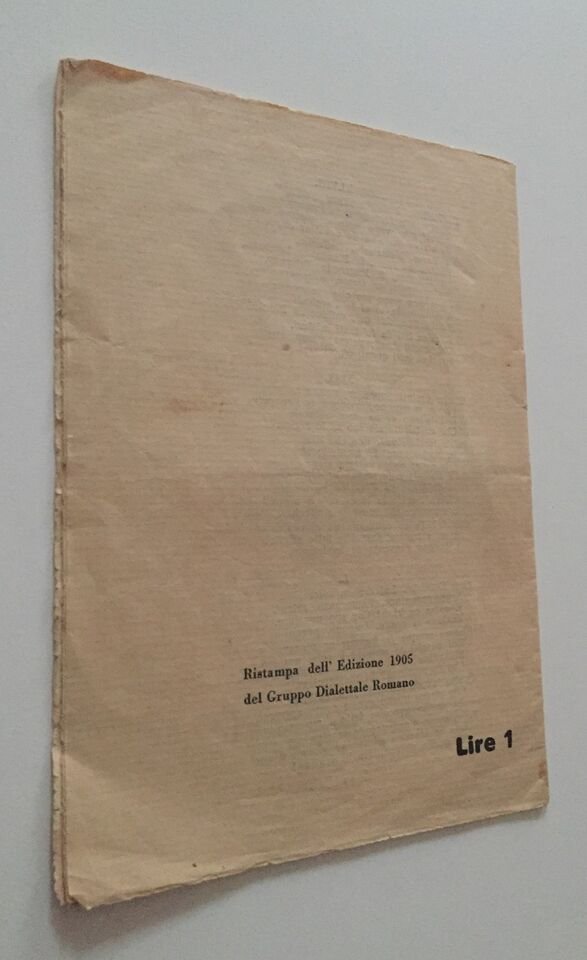 Ristampa dell' Edizione 1905
del Gruppo Dialettale Romano
Lire 1